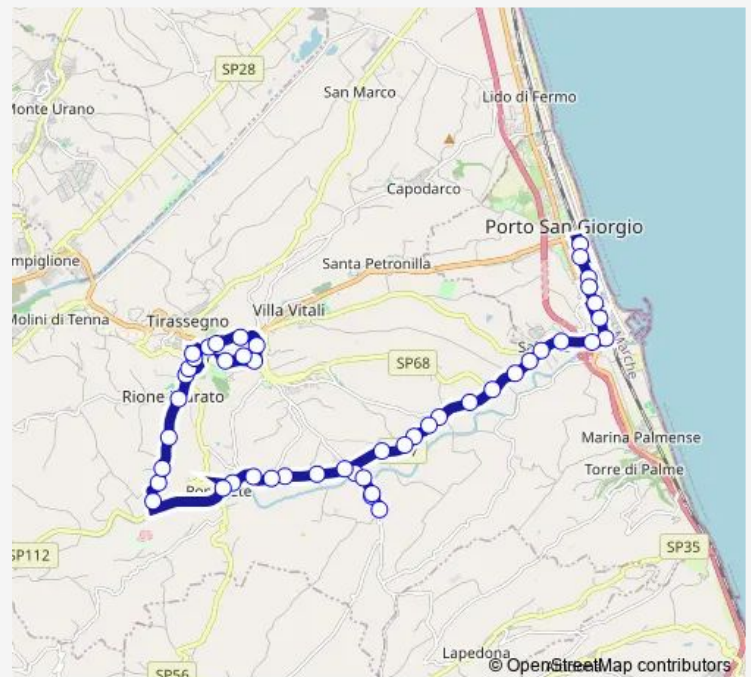 SP28
San Marco
Lido di Fermo
Monte Urano
Capodarco
Porto San Giorgio
Santa Petronilla
mpiglione
Villa Vitali
Molini di Tenna
Tirassegno
SP68
Marche
Rione
rato
Marina Palmense
Torre di Palme
SP35
SP112
Lapedona
SP56
© OpenStreetMap contributors